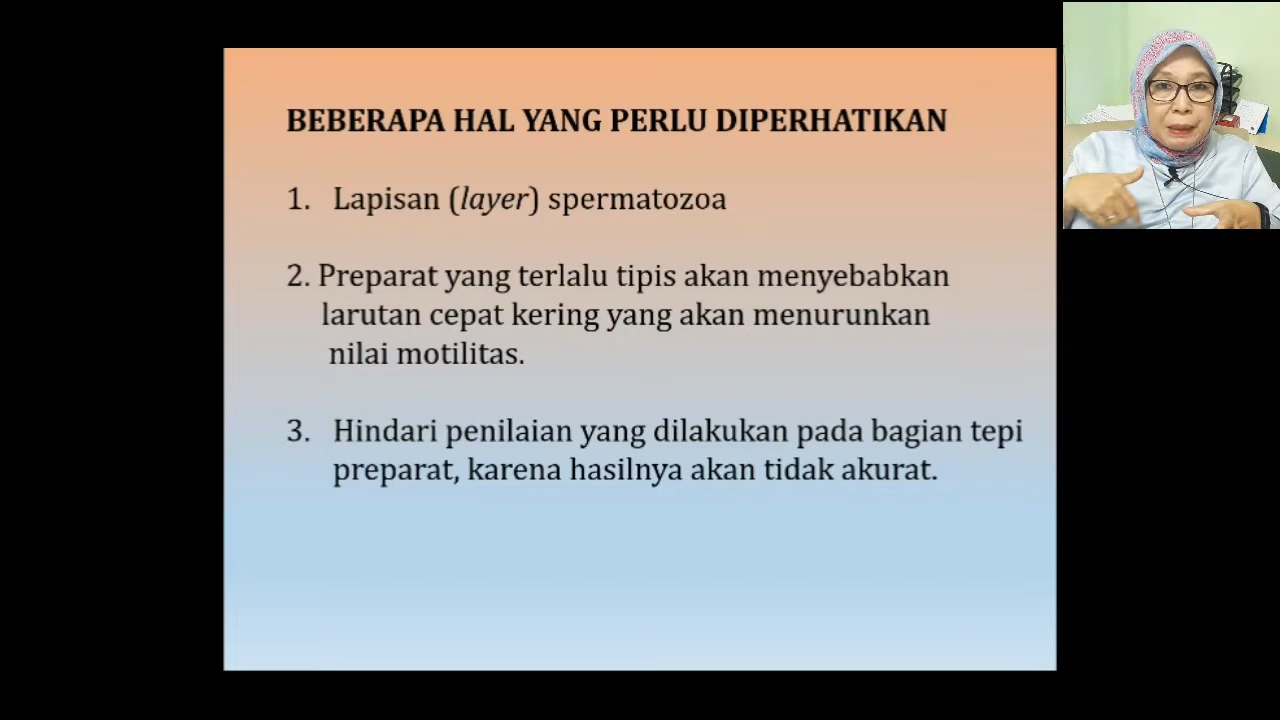 BEBERAPA HAL YANG PERLU DIPERHATIKAN
1. Lapisan (layer) spermatozoa
2. Preparat yang terlalu tipis akan menyebabkan
larutan cepat kering yang akan menurunkan
nilai motilitas.
3. Hindari penilaian yang dilakukan pada bagian tepi
preparat, karena hasilnya akan tidak akurat.